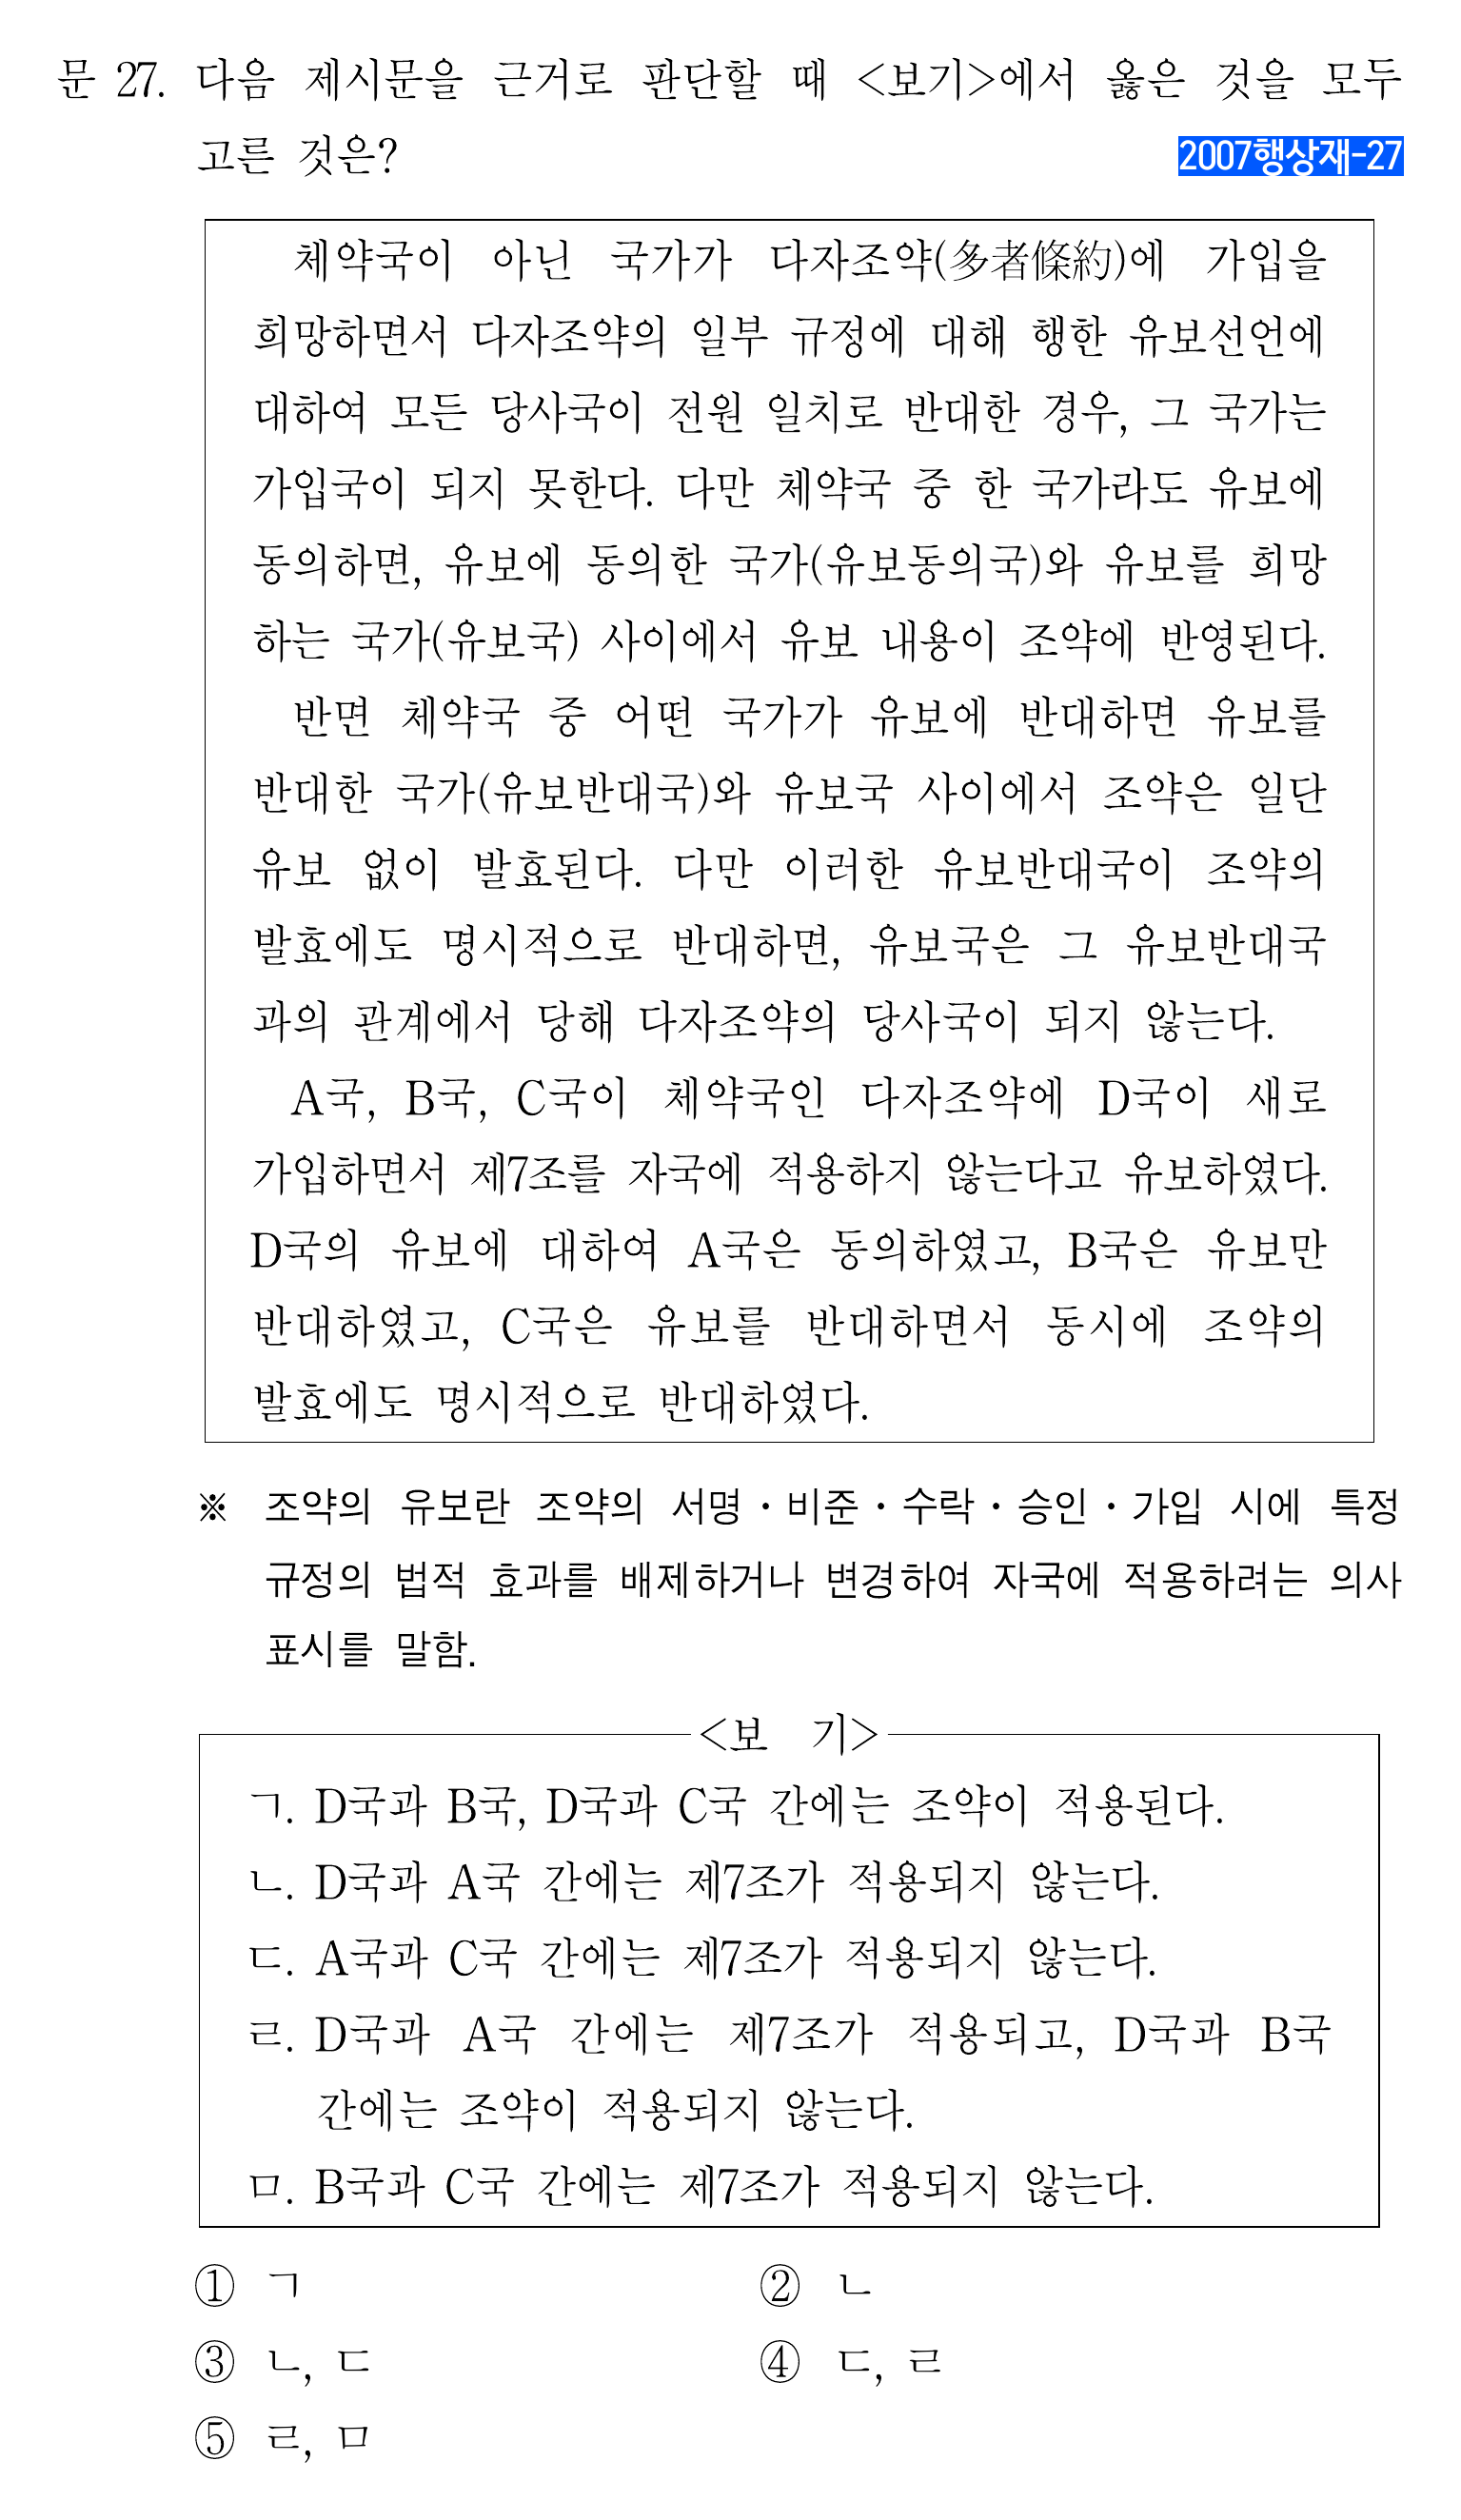 문 27. 다음 제시문을 근거로 판단할 때 <보기>에서 옳은 것을 모두
고른 것은?
2007행상재-27
체약국이 아닌 국가가 다자조약(多者條約)에 가입을
희망하면서 다자조약의 일부 규정에 대해 행한 유보선언에
대하여 모든 당사국이 전원 일치로 반대한 경우, 그 국가는
가입국이 되지 못한다. 다만 체약국 중 한 국가라도 유보에
동의하면, 유보에 동의한 국가(유보동의국)와 유보를 희망
하는 국가(유보국) 사이에서 유보 내용이 조약에 반영된다.
반면 체약국 중 어떤 국가가 유보에 반대하면 유보를
반대한 국가(유보반대국)와 유보국 사이에서 조약은 일단
유보 없이 발효된다. 다만 이러한 유보반대국이 조약의
발효에도 명시적으로 반대하면, 유보국은 그 유보반대국
과의 관계에서 당해 다자조약의 당사국이 되지 않는다.
A국, B국, C국이 체약국인 다자조약에 D국이 새로
가입하면서 제7조를 자국에 적용하지 않는다고 유보하였다.
D국의 유보에 대하여 A국은 동의하였고, B국은 유보만
반대하였고, C국은 유보를 반대하면서 동시에 조약의
발효에도 명시적으로 반대하였다.
※ 조약의 유보란 조약의 서명·비준·수락·승인·가입 시에 특정
규정의 법적 효과를 배제하거나 변경하여 자국에 적용하려는 의사
표시를 말함.
<보 기>
ㄱ. D국과 B국, D국과 C국 간에는 조약이 적용된다.
ㄴ. D국과 A국 간에는 제7조가 적용되지 않는다.
ㄷ. A국과 C국 간에는 제7조가 적용되지 않는다.
ㄹ. D국과 A국 간에는 제7조가 적용되고, D국과 B국
간에는 조약이 적용되지 않는다.
ㅁ. B국과 C국 간에는 제7조가 적용되지 않는다.
① ㄱ ② ㄴ
③ ㄴ, ㄷ ④ ㄷ, ㄹ
⑤ ㄹ, ㅁ